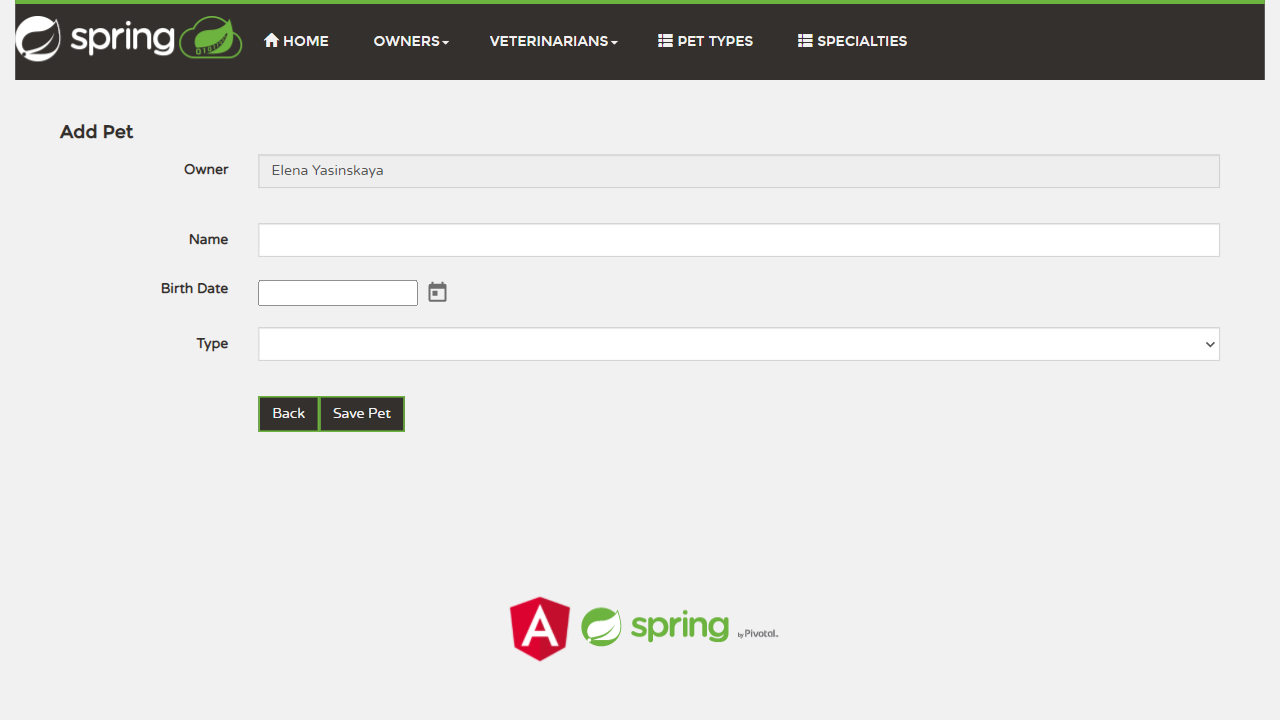 spring HOME OWNERS VETERINARIANS PET TYPES SPECIALTIES
Add Pet
Owner Elena Yasinskaya
Name
Birth Date
Type
Back Save Pet
spring by Pivotal.